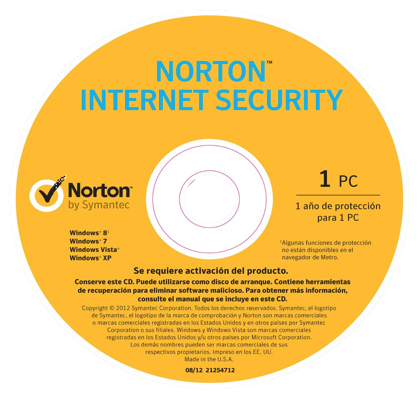 NORTON™
INTERNET SECURITY
Norton™
by Symantec
1 PC
1 año de protección
para 1 PC
Windows® 8¹
Windows® 7
Windows Vista®
Windows® XP
¹Algunas funciones de protección
no están disponibles en el
navegador de Metro.
Se requiere activación del producto.
Conserve este CD. Puede utilizarse como disco de arranque. Contiene herramientas
de recuperación para eliminar software malicioso. Para obtener más información,
consulte el manual que se incluye en este CD.
Copyright © 2012 Symantec Corporation. Todos los derechos reservados. Symantec, el logotipo
de Symantec, el logotipo de la marca de comprobación y Norton son marcas comerciales
o marcas comerciales registradas en los Estados Unidos y en otros países por Symantec
Corporation o sus filiales. Windows y Windows Vista son marcas comerciales
registradas en los Estados Unidos y/u otros países por Microsoft Corporation.
Los demás nombres pueden ser marcas comerciales de sus
respectivos propietarios. Impreso en los EE. UU.
Made in the U.S.A.
08/12 21254712